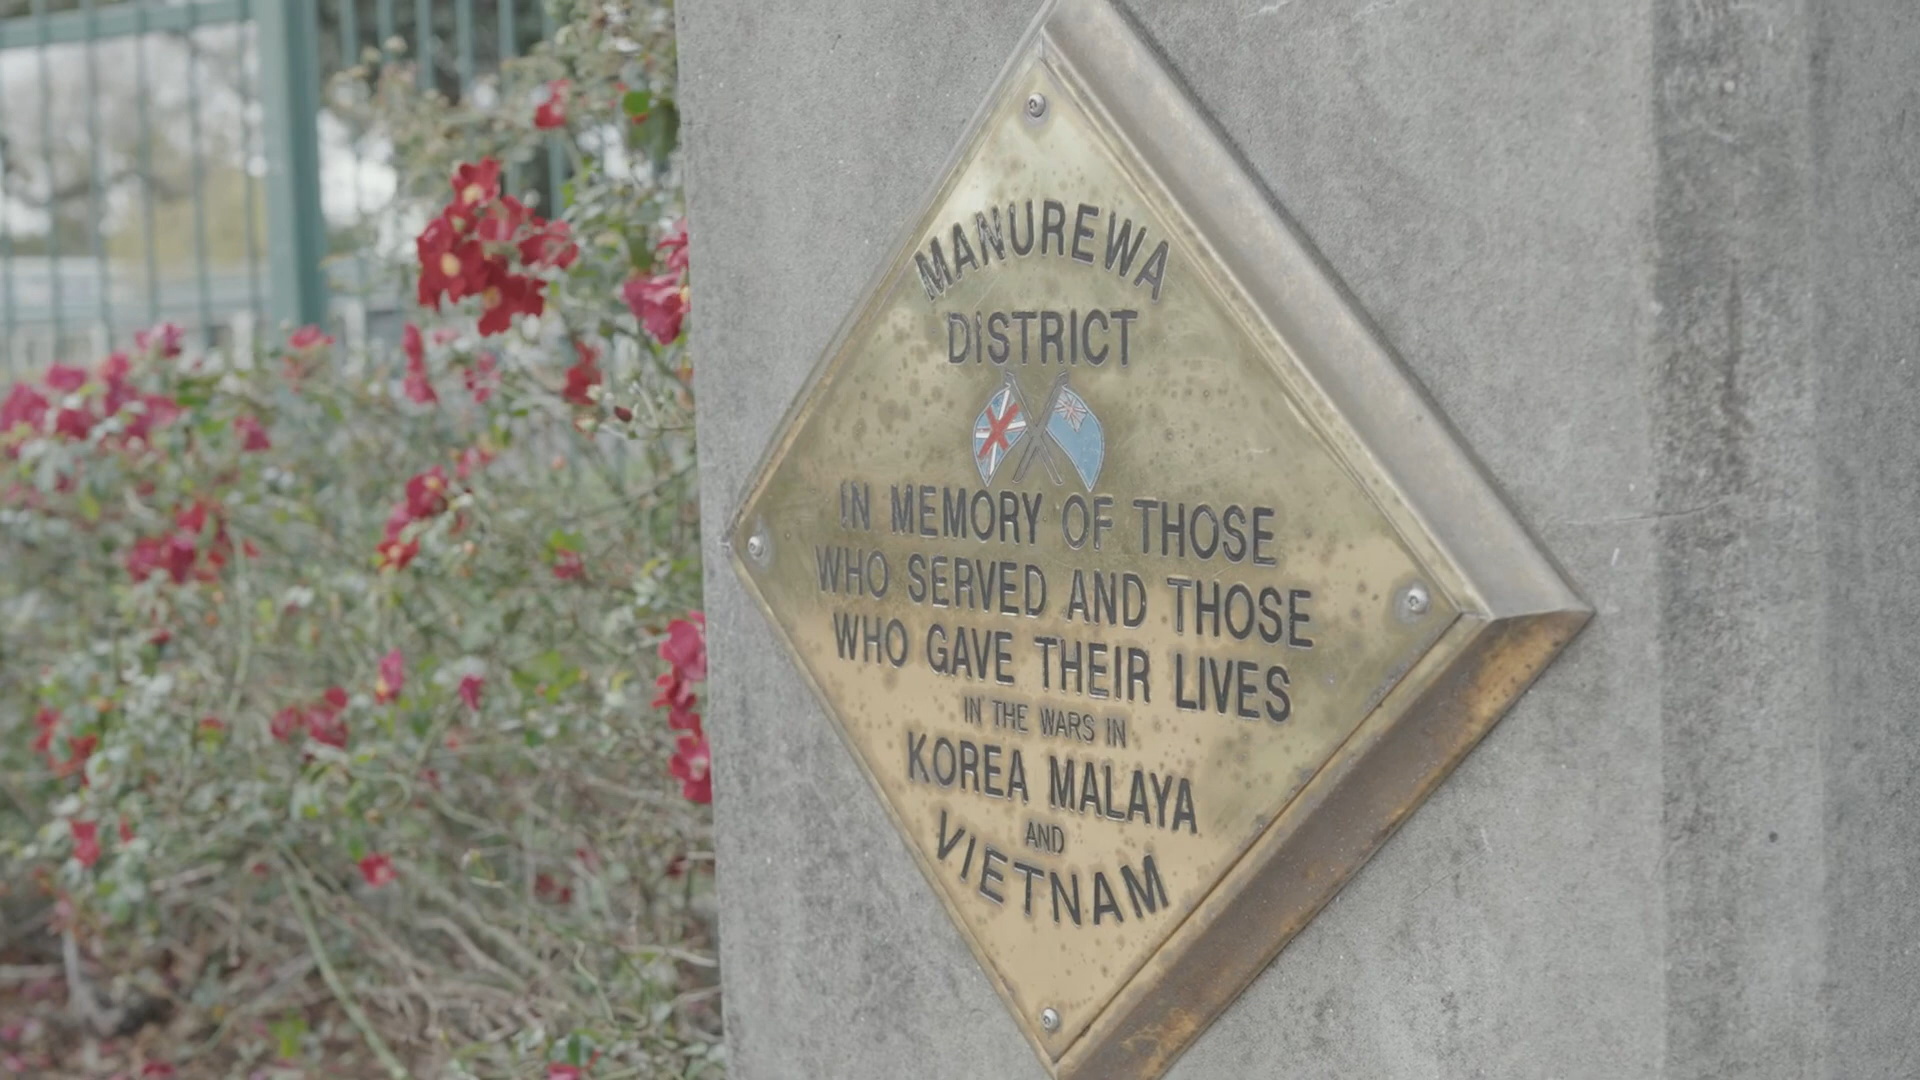 MANUREWA
DISTRICT
IN MEMORY OF THOSE
WHO SERVED AND THOSE
WHO GAVE THEIR LIVES
IN THE WARS IN
KOREA MALAYA
AND
VIETNAM